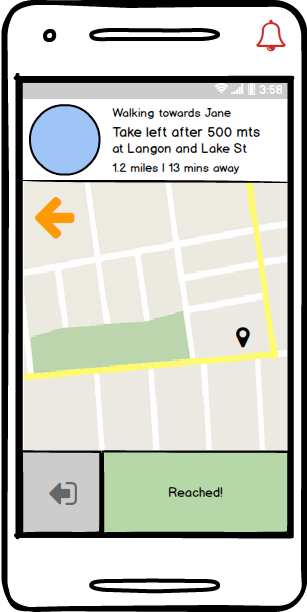 3:58
Walking towards Jane
Take left after 500 mts
at Langon and Lake St
1.2 miles | 13 mins away
Reached!